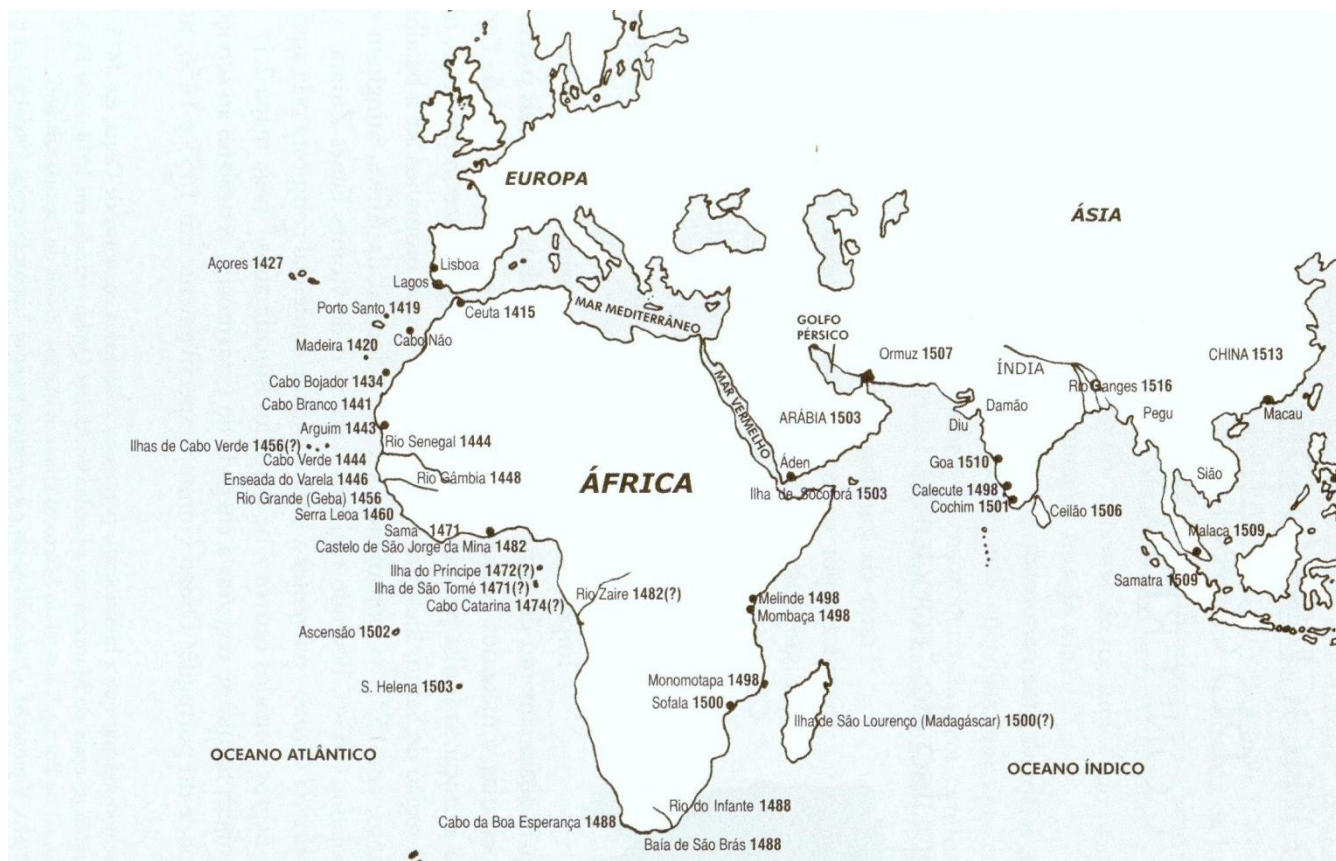 EUROPA
ÁSIA
Lisboa
Açores 1427
Lagos
Porto Santo 1419
Ceuta 1415
MAR MEDITERRÂNEO
GOLFO
PÉRSICO
Cabo Não
Madeira 1420
Ormuz 1507
CHINA 1513
ÍNDIA
Cabo Bojador 1434
Rio Ganges 1516
MAR VERMELHO
Cabo Branco 1441
Damão
ARÁBIA 1503
Macau
Pegu
Arguim 1443
Diu
Ilhas de Cabo Verde 1456(?)
Rio Senegal 1444
Cabo Verde 1444
Áden
Goa 1510
Enseada do Varela 1446
Rio Gâmbia 1448
ÁFRICA
Sião
Ilha de Socotorá 1503
Calecute 1498
Rio Grande (Geba) 1456
Cochim 1501
Ceilão 1506
Serra Leoa 1460
Sama 1471
Malaca 1509
Castelo de São Jorge da Mina 1482
Ilha do Príncipe 1472(?)
Samatra 1509
Ilha de São Tomé 1471(?)
Rio Zaire 1482(?)
Melinde 1498
Cabo Catarina 1474(?)
Mombaça 1498
Ascensão 1502
Monomotapa 1498
S. Helena 1503
Sofala 1500
Ilha de São Lourenço (Madagáscar) 1500(?)
OCEANO ATLÂNTICO
OCEANO ÍNDICO
Rio do Infante 1488
Cabo da Boa Esperança 1488
Baía de São Brás 1488